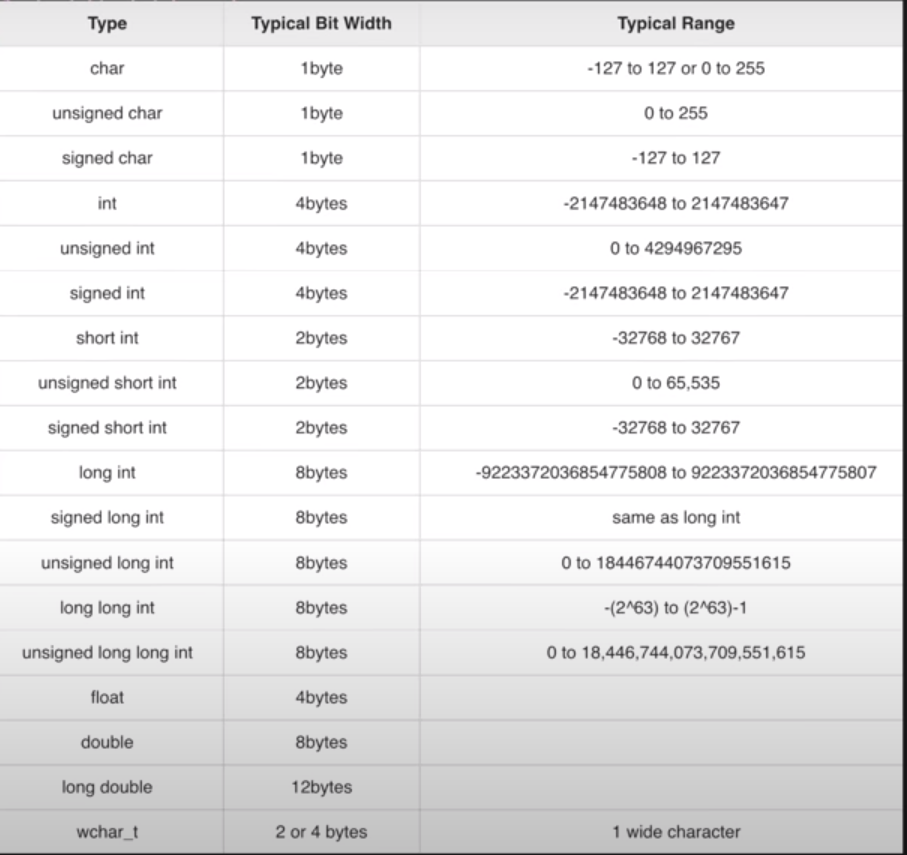 Type Typical Bit Width Typical Range
char 1byte -127 to 127 or 0 to 255
unsigned char 1byte 0 to 255
signed char 1byte -127 to 127
int 4bytes -2147483648 to 2147483647
unsigned int 4bytes 0 to 4294967295
signed int 4bytes -2147483648 to 2147483647
short int 2bytes -32768 to 32767
unsigned short int 2bytes 0 to 65,535
signed short int 2bytes -32768 to 32767
long int 8bytes -9223372036854775808 to 9223372036854775807
signed long int 8bytes same as long int
unsigned long int 8bytes 0 to 18446744073709551615
long long int 8bytes -(2^63) to (2^63)-1
unsigned long long int 8bytes 0 to 18,446,744,073,709,551,615
float 4bytes
double 8bytes
long double 12bytes
wchar_t 2 or 4 bytes 1 wide character